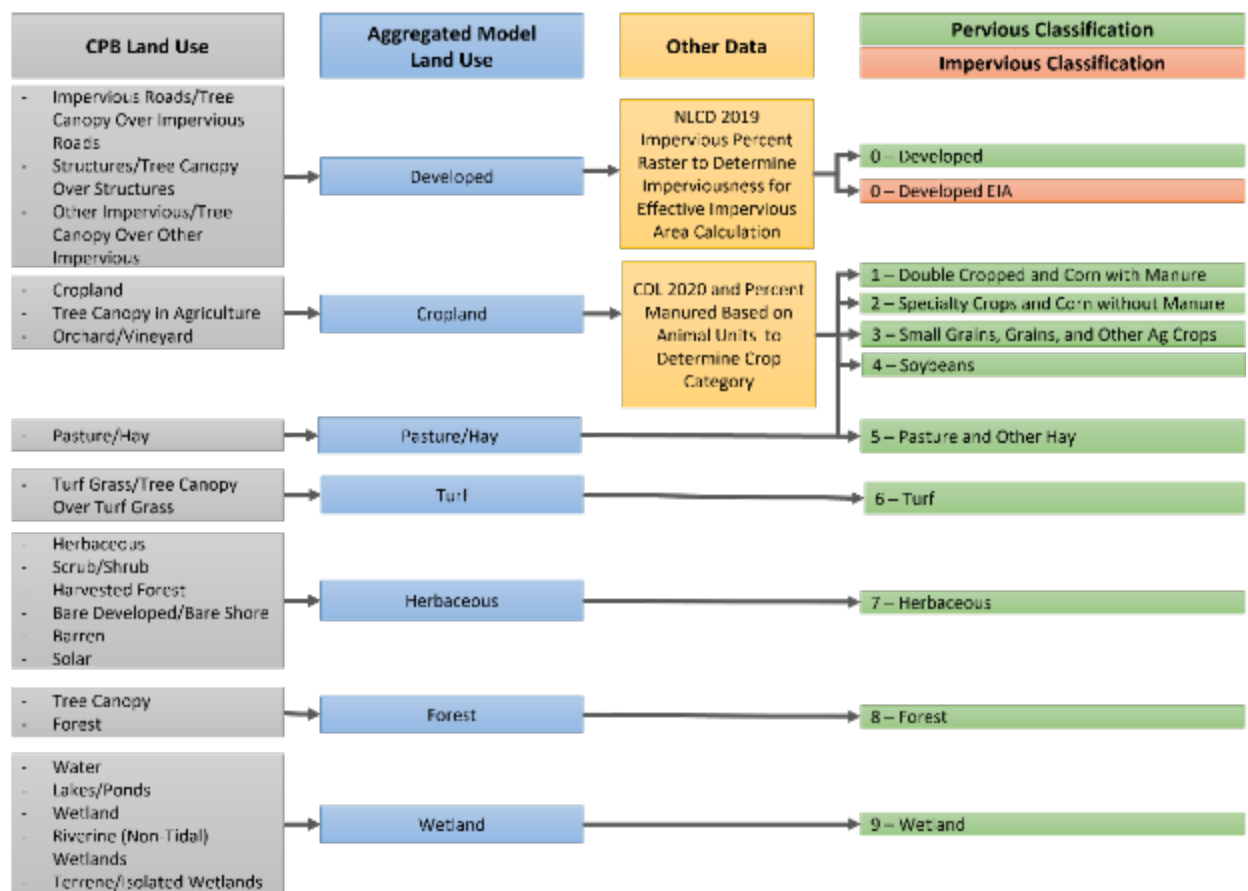 CPB Land Use
Aggregated Model
Land Use
Other Data
Pervious Classification
Impervious Classification
- Impervious Roads/Tree
Canopy Over Impervious
Roads
- Structures/Tree Canopy
Over Structures
- Other Impervious/Tree
Canopy Over Other
Impervious
Developed
NLCD 2019
Impervious Percent
Raster to Determine
Imperviousness for
Effective Impervious
Area Calculation
0 – Developed
0 – Developed EIA
- Cropland
- Tree Canopy in Agriculture
- Orchard/Vineyard
Cropland
CDL 2020 and Percent
Manured Based on
Animal Units to
Determine Crop
Category
1 – Double Cropped and Corn with Manure
2 – Specialty Crops and Corn without Manure
3 – Small Grains, Grains, and Other Ag Crops
4 – Soybeans
- Pasture/Hay
Pasture/Hay
5 – Pasture and Other Hay
- Turf Grass/Tree Canopy
Over Turf Grass
Turf
6 – Turf
- Herbaceous
- Scrub/Shrub
- Harvested Forest
- Bare Developed/Bare Shore
- Barren
- Solar
Herbaceous
7 – Herbaceous
- Tree Canopy
- Forest
Forest
8 – Forest
- Water
- Lakes/Ponds
- Wetland
- Riverine (Non-Tidal)
Wetlands
- Terrene/Isolated Wetlands
Wetland
9 – Wetland